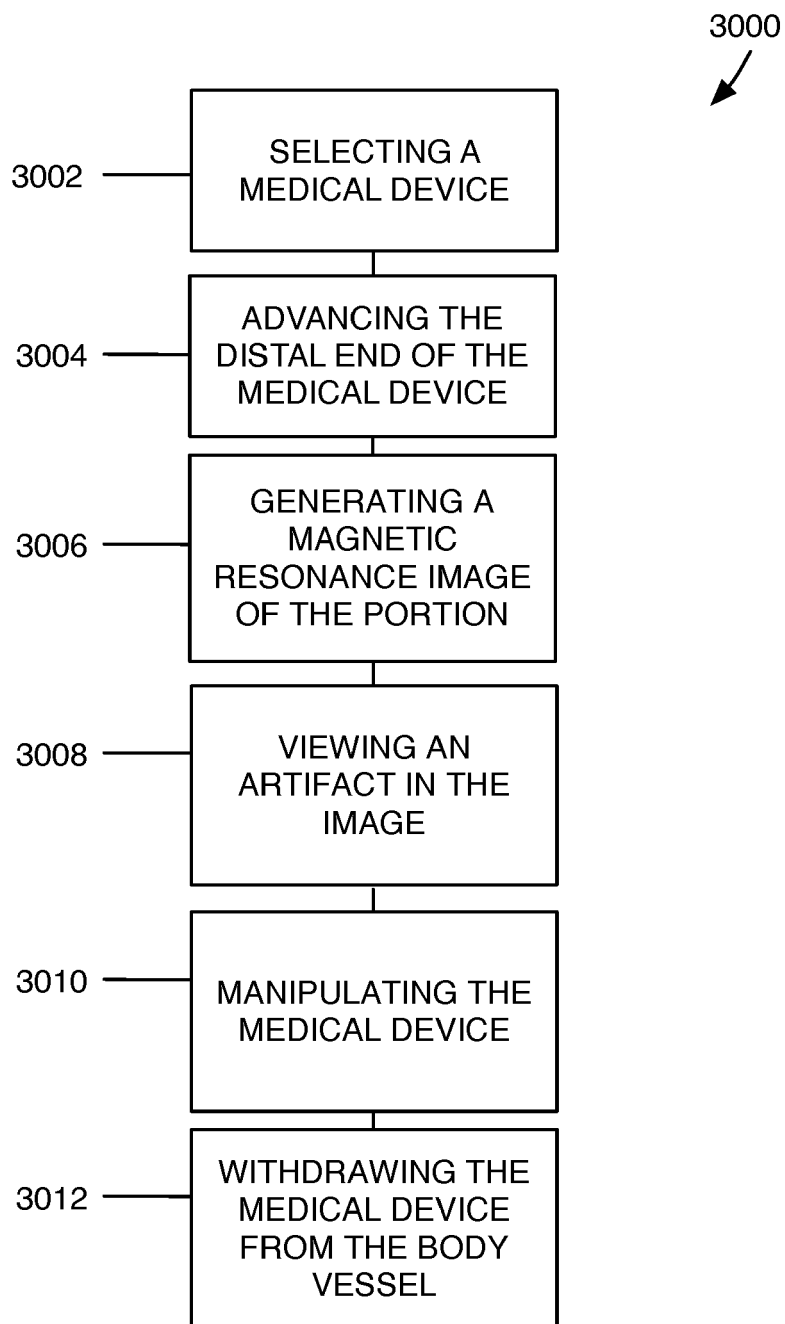 3000
3002
SELECTING A
MEDICAL DEVICE
3004
ADVANCING THE
DISTAL END OF THE
MEDICAL DEVICE
3006
GENERATING A
MAGNETIC
RESONANCE IMAGE
OF THE PORTION
3008
VIEWING AN
ARTIFACT IN THE
IMAGE
3010
MANIPULATING THE
MEDICAL DEVICE
3012
WITHDRAWING THE
MEDICAL DEVICE
FROM THE BODY
VESSEL